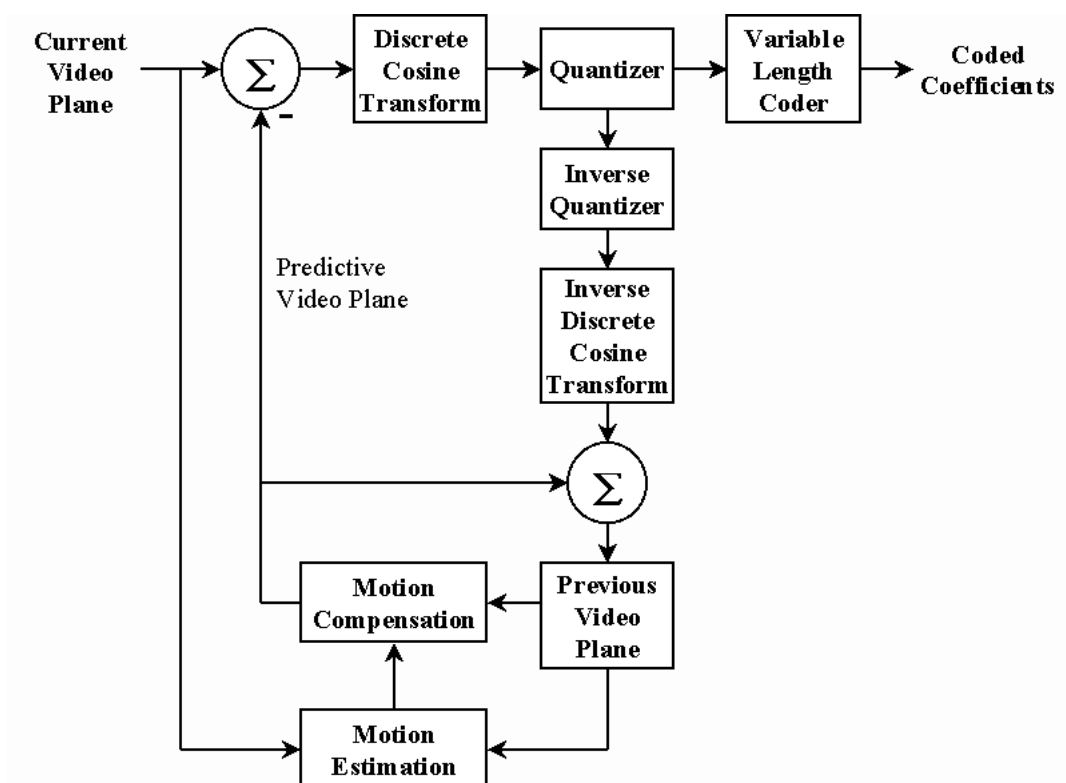 Current
Video
Plane
Σ
-
Discrete
Cosine
Transform
Quantizer
Variable
Length
Coder
Coded
Coefficients
Inverse
Quantizer
Predictive
Video Plane
Inverse
Discrete
Cosine
Transform
Σ
Motion
Compensation
Previous
Video
Plane
Motion
Estimation